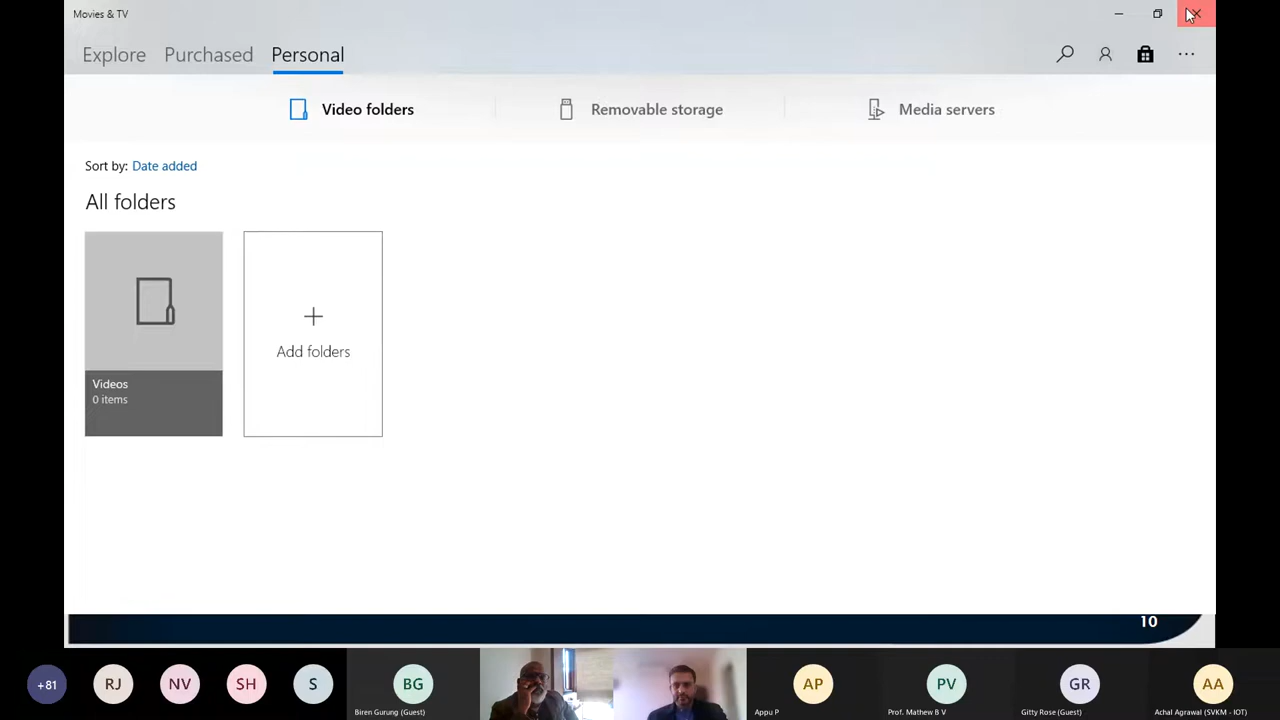 Movies & TV
Explore Purchased Personal
Video folders Removable storage Media servers
Sort by: Date added
All folders
Add folders
Videos
0 items
10
+81 RJ NV SH S BG AP PV GR AA
Biren Gurung (Guest) Appu P Prof. Mathew B V Gitty Rose (Guest) Achal Agrawal (SVKM - IOT)